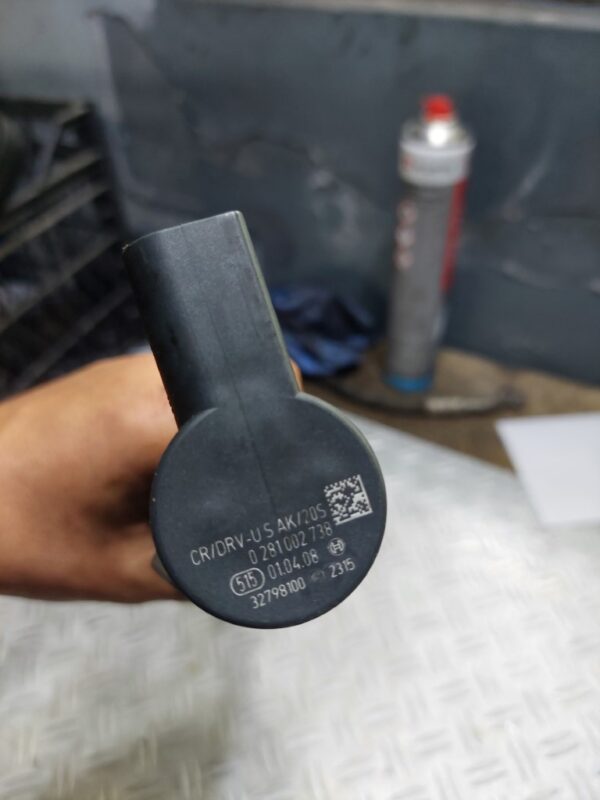 CR/DRV-U S AK/20S
0 281 002 738
515 01.04.08 H
32798100 2315